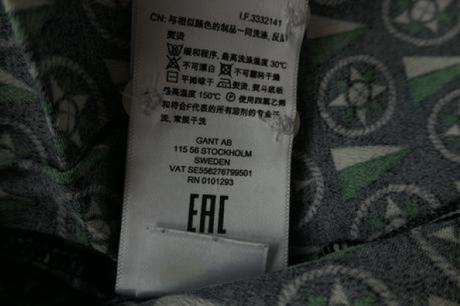 I.F.3332141
CN: 与相似颜色的制品一同洗涤, 反面
熨烫
缓和程序, 最高洗涤温度 30℃
不可漂白 不可翻转干燥
平摊晾干 熨烫, 熨斗底板
最高温度 150℃ 使用四氯乙烯
和符合F代表的所有溶剂的专业干
洗, 常规干洗
GANT AB
115 56 STOCKHOLM
SWEDEN
VAT SE556276799501
RN 0101293
EAC